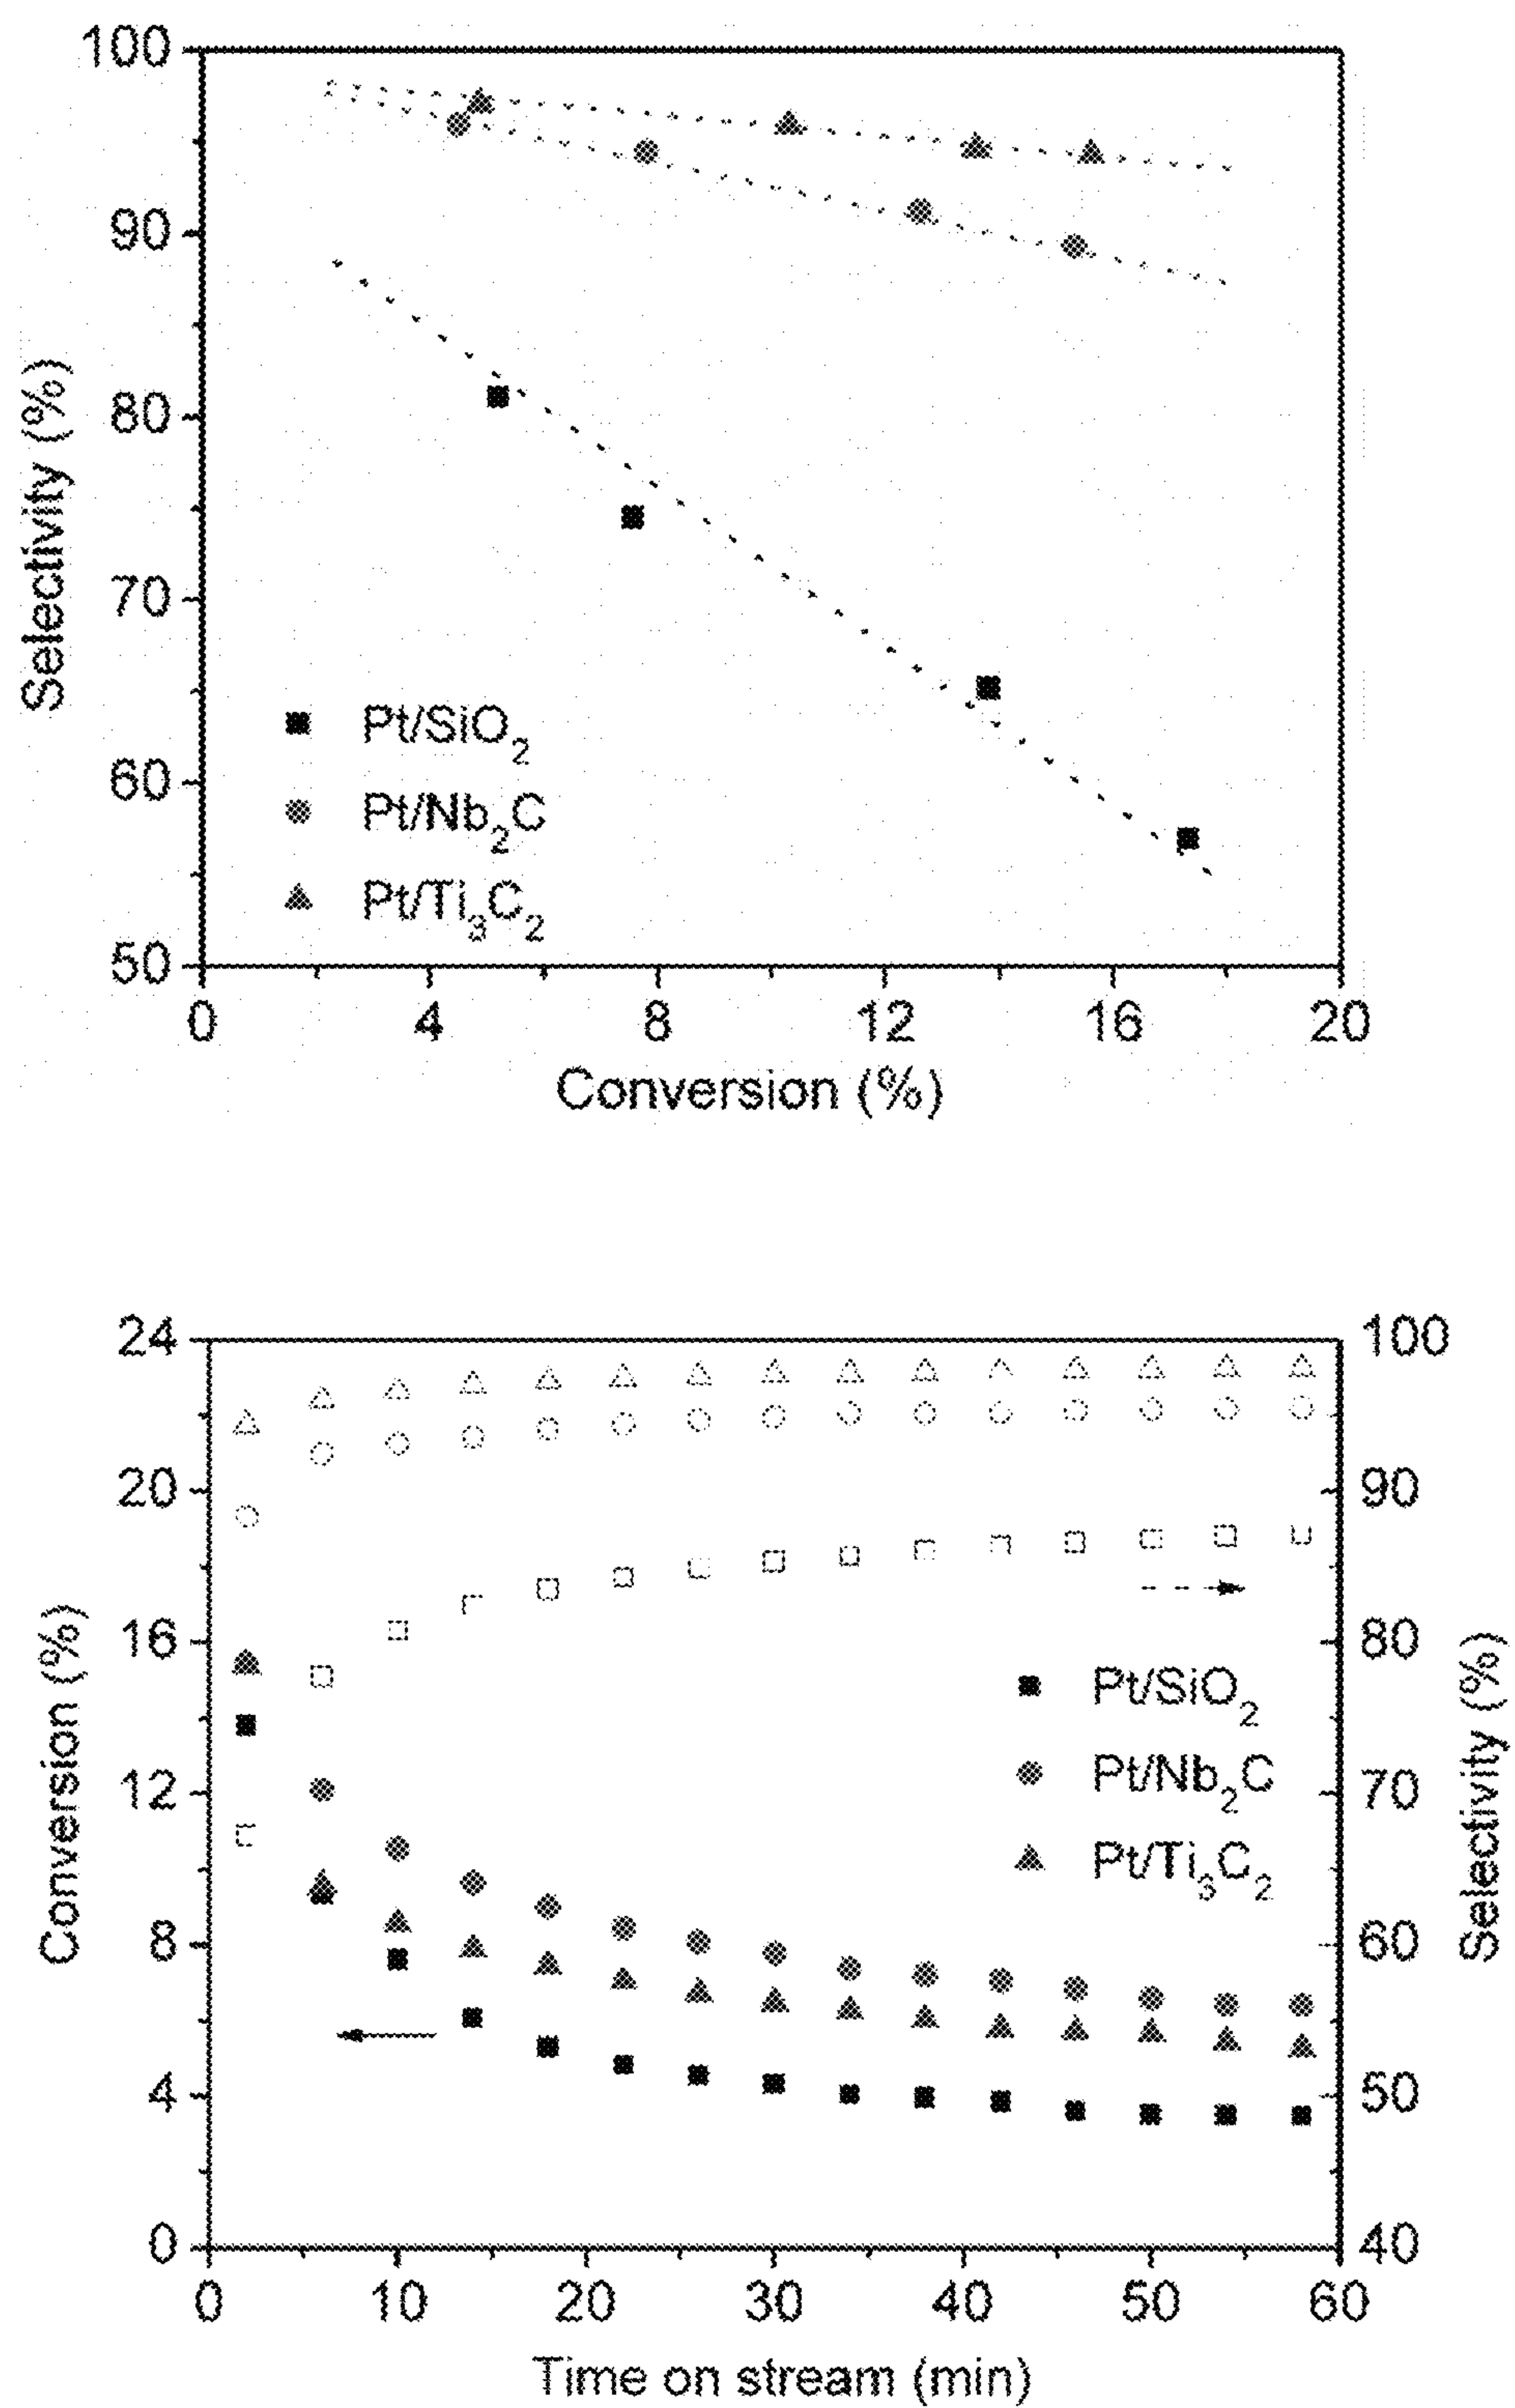 100
90
80
70
60
50
Selectivity (%)
Pt/SiO₂
Pt/Nb₂C
Pt/Ti₃C₂
0 4 8 12 16 20
Conversion (%)
24 100
20 90
16 80
12 70
8 60
4 50
0 40
Conversion (%)
Selectivity (%)
Pt/SiO₂
Pt/Nb₂C
Pt/Ti₃C₂
0 10 20 30 40 50 60
Time on stream (min)